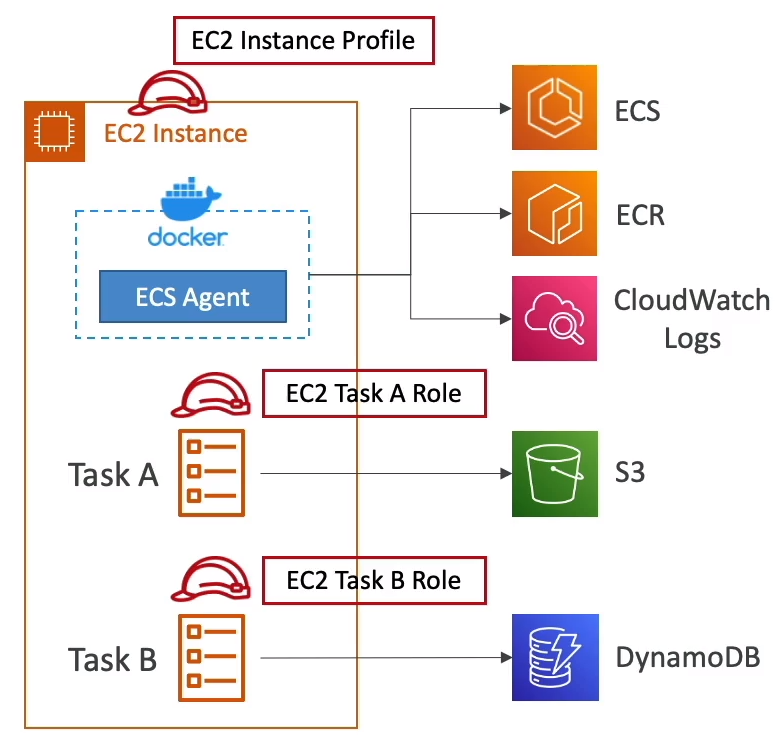 EC2 Instance Profile
EC2 Instance
docker
ECS Agent
ECS
ECR
CloudWatch
Logs
EC2 Task A Role
Task A
S3
EC2 Task B Role
Task B
DynamoDB